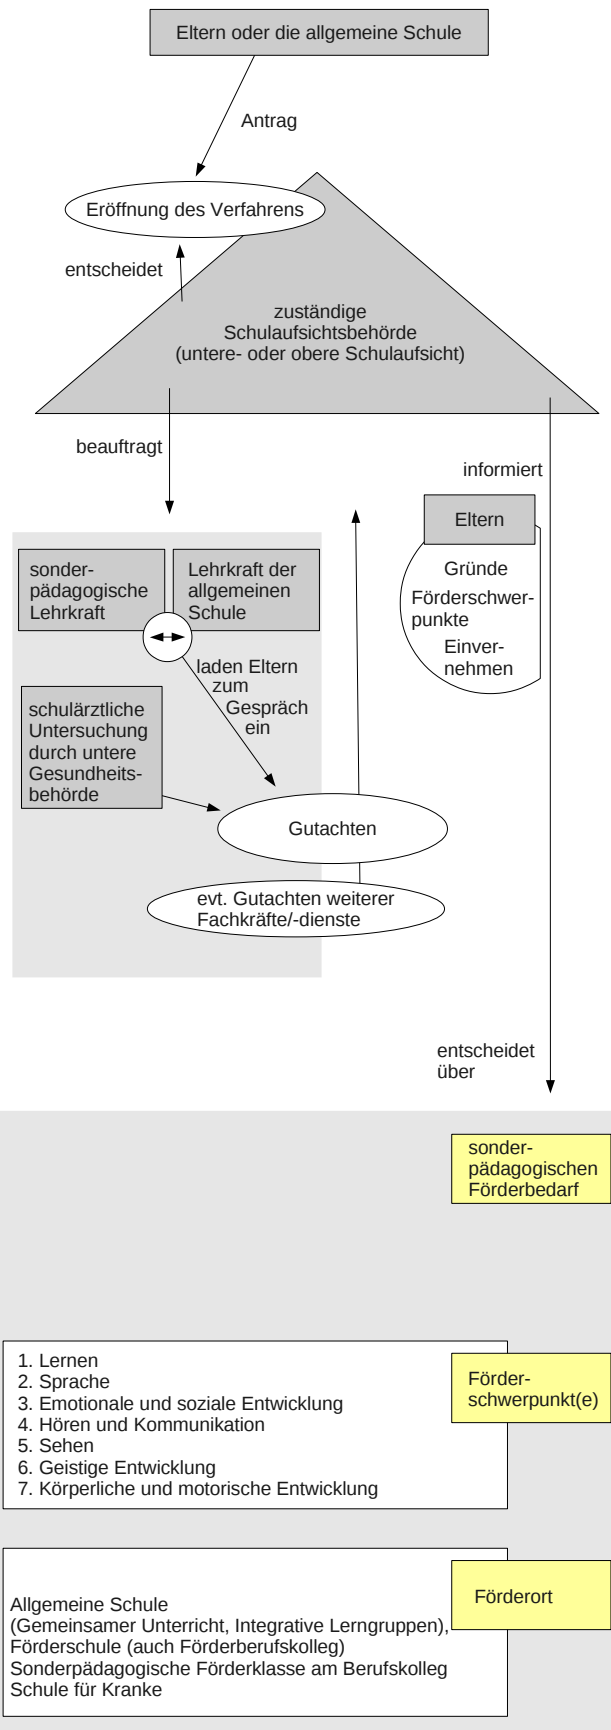 Eltern oder die allgemeine Schule
Antrag
Eröffnung des Verfahrens
entscheidet
zuständige
Schulaufsichtsbehörde
(untere- oder obere Schulaufsicht)
beauftragt
informiert
Eltern
Gründe
Förderschwer-
punkte
Einver-
nehmen
sonder-
pädagogische
Lehrkraft
Lehrkraft der
allgemeinen
Schule
laden Eltern
zum
Gespräch
ein
schulärztliche
Untersuchung
durch untere
Gesundheits-
behörde
Gutachten
evt. Gutachten weiterer
Fachkräfte/-dienste
entscheidet
über
sonder-
pädagogischen
Förderbedarf
1. Lernen
2. Sprache
3. Emotionale und soziale Entwicklung
4. Hören und Kommunikation
5. Sehen
6. Geistige Entwicklung
7. Körperliche und motorische Entwicklung
Förder-
schwerpunkt(e)
Förderort
Allgemeine Schule
(Gemeinsamer Unterricht, Integrative Lerngruppen),
Förderschule (auch Förderberufskolleg)
Sonderpädagogische Förderklasse am Berufskolleg
Schule für Kranke